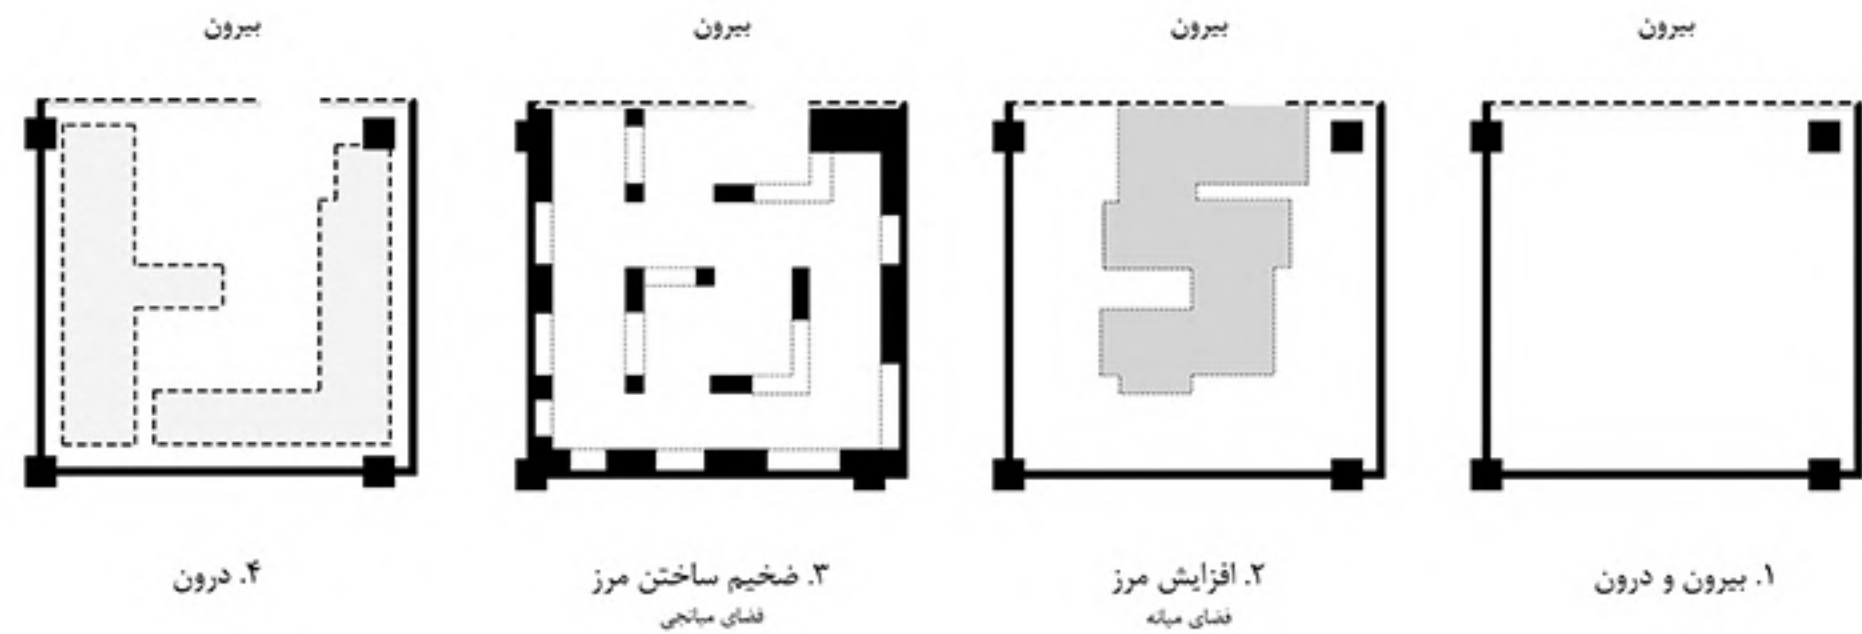 بیرون
بیرون
بیرون
بیرون
۱. بیرون و درون
۲. افزایش مرز
فضای میانه
۳. ضخیم ساختن مرز
فضای میانجی
۴. درون